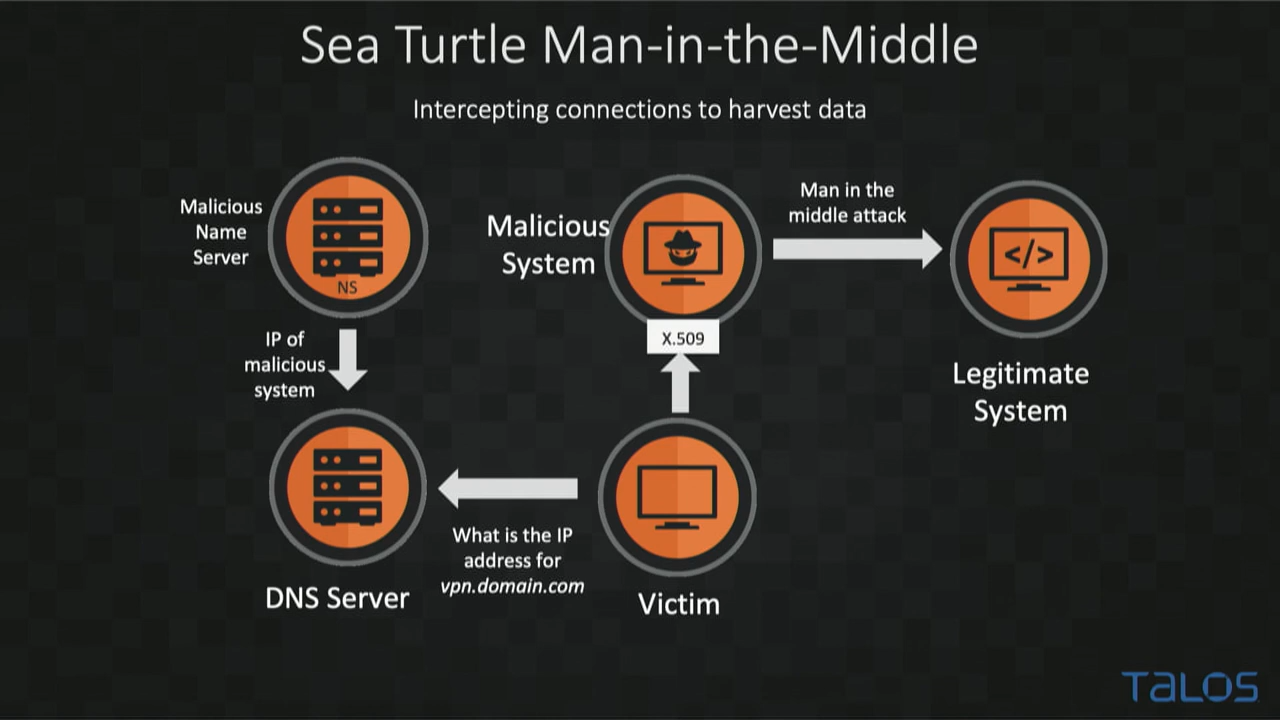 Sea Turtle Man-in-the-Middle
Intercepting connections to harvest data
Malicious
Name
Server
NS
Malicious
System
Man in the
middle attack
</>
X.509
IP of
malicious
system
Legitimate
System
What is the IP
address for
vpn.domain.com
DNS Server
Victim
TALOS